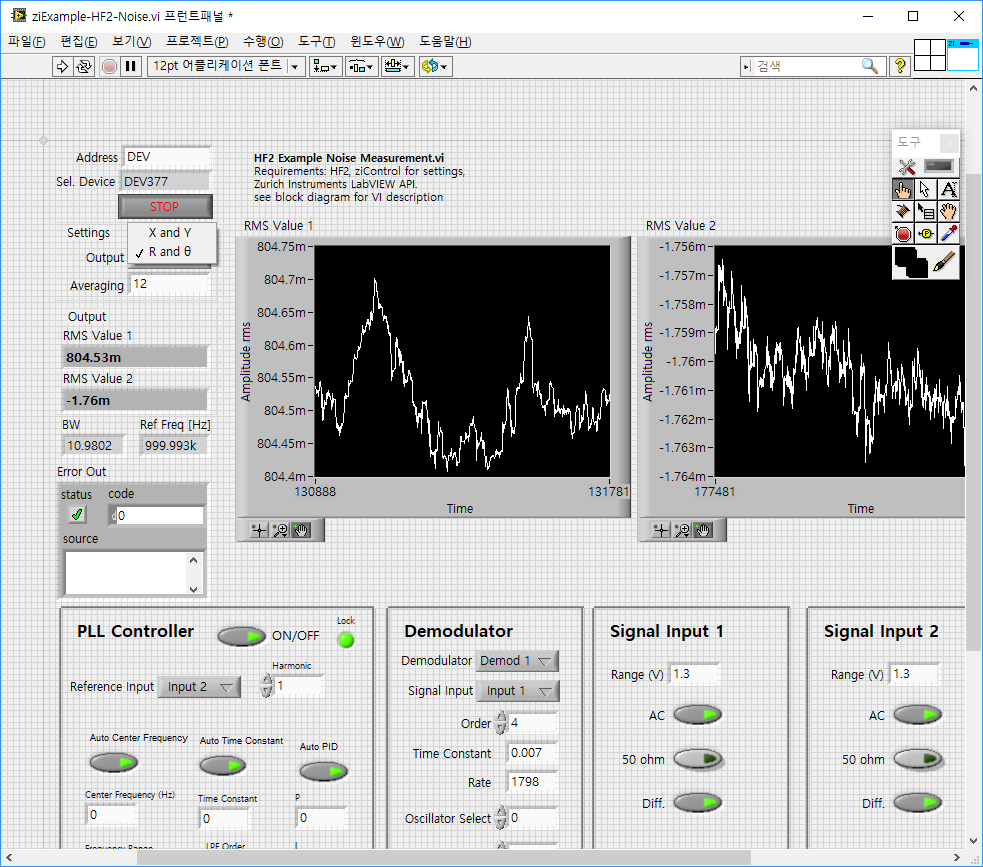 ziExample-HF2-Noise.vi 프런트패널 *
파일(F) 편집(E) 보기(V) 프로젝트(P) 수행(O) 도구(T) 윈도우(W) 도움말(H)
12pt 어플리케이션 폰트
검색
도구
Address DEV
Sel. Device DEV377
STOP
Settings
X and Y
✓ R and θ
Output
Averaging 12
HF2 Example Noise Measurement.vi
Requirements: HF2, ziControl for settings,
Zurich Instruments LabVIEW API.
see block diagram for VI description
Output
RMS Value 1
804.53m
RMS Value 2
-1.76m
BW Ref Freq [Hz]
10.9802 999.993k
Error Out
status code
0
source
RMS Value 1
Amplitude rms
804.75m
804.7m
804.65m
804.6m
804.55m
804.5m
804.45m
804.4m
130888 131781
Time
RMS Value 2
Amplitude rms
-1.756m
-1.757m
-1.758m
-1.759m
-1.76m
-1.761m
-1.762m
-1.763m
-1.764m
177481
Time
PLL Controller
ON/OFF
Lock
Reference Input Input 2
Harmonic
1
Auto Center Frequency Auto Time Constant Auto PID
Center Frequency (Hz) Time Constant P
0 0 0
Frequency Range LPF Order I
Demodulator
Demodulator Demod 1
Signal Input Input 1
Order 4
Time Constant 0.007
Rate 1798
Oscillator Select 0
Signal Input 1
Range (V) 1.3
AC
50 ohm
Diff.
Signal Input 2
Range (V) 1.3
AC
50 ohm
Diff.